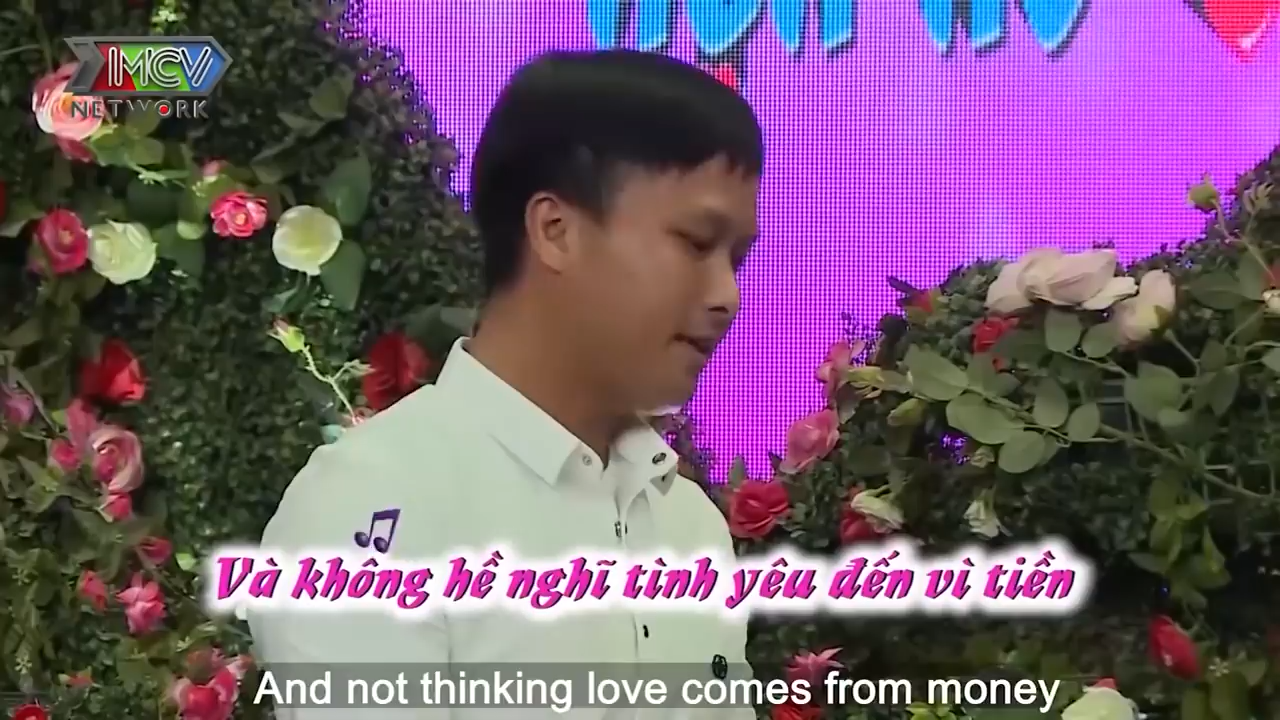 MCV
NETWORK
Và không hề nghĩ tình yêu đến vì tiền
And not thinking love comes from money